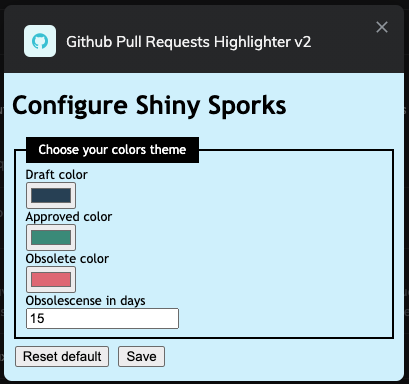 Github Pull Requests Highlighter v2
Configure Shiny Sporks
Choose your colors theme
Draft color
Approved color
Obsolete color
Obsolescense in days
15
Reset default Save